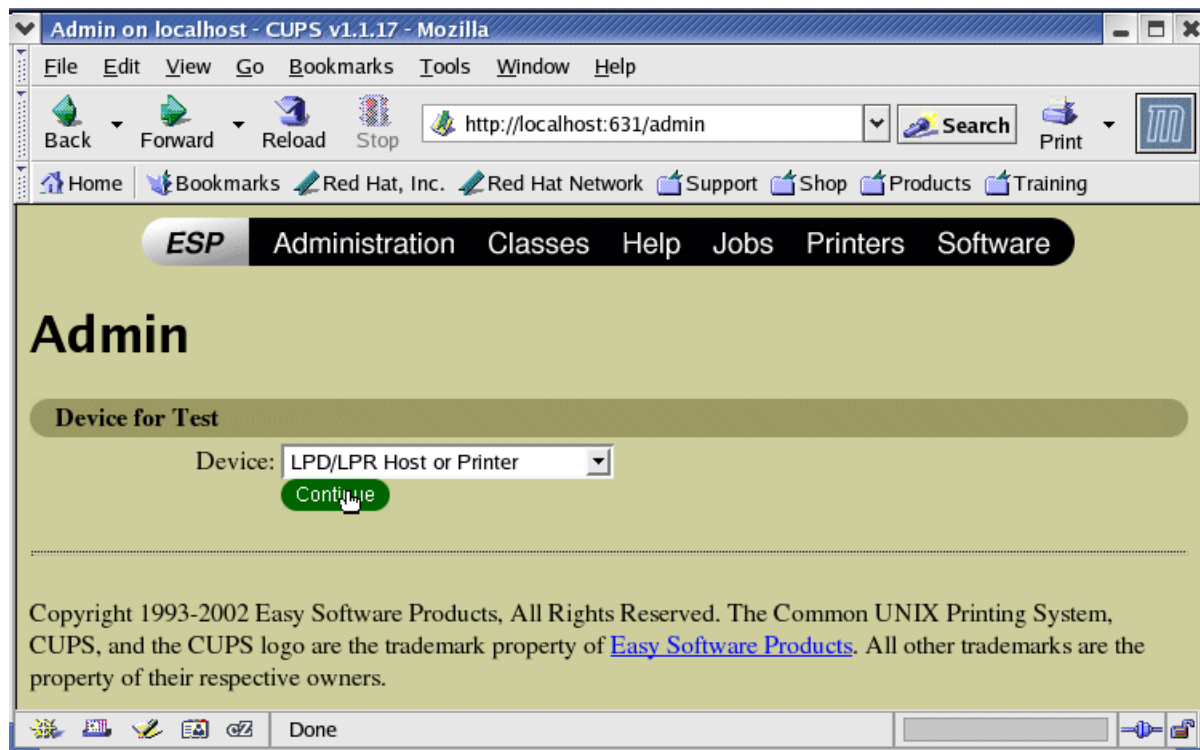 Admin on localhost - CUPS v1.1.17 - Mozilla
File Edit View Go Bookmarks Tools Window Help
Back Forward Reload Stop http://localhost:631/admin Search Print
Home Bookmarks Red Hat, Inc. Red Hat Network Support Shop Products Training
ESP Administration Classes Help Jobs Printers Software
Admin
Device for Test
Device: LPD/LPR Host or Printer
Continue
Copyright 1993-2002 Easy Software Products, All Rights Reserved. The Common UNIX Printing System,
CUPS, and the CUPS logo are the trademark property of Easy Software Products. All other trademarks are the
property of their respective owners.
Done